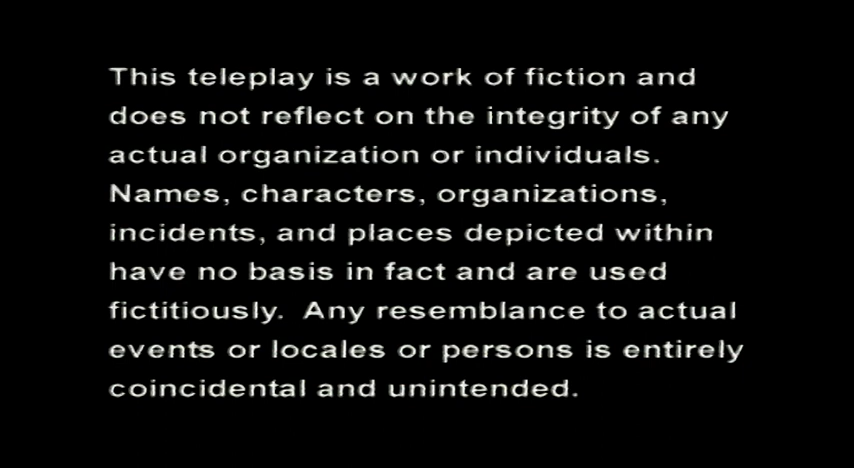 This teleplay is a work of fiction and
does not reflect on the integrity of any
actual organization or individuals.
Names, characters, organizations,
incidents, and places depicted within
have no basis in fact and are used
fictitiously.  Any resemblance to actual
events or locales or persons is entirely
coincidental and unintended.